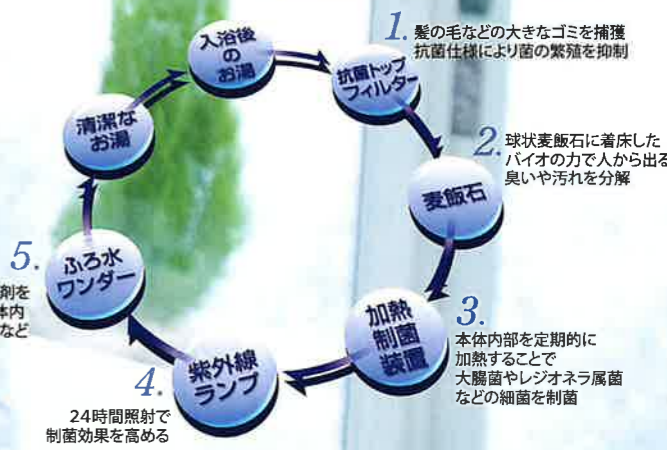 入浴後
の
お湯
1.
髪の毛などの大きなゴミを捕獲
抗菌仕様により菌の繁殖を抑制
抗菌トップ
フィルター
2.
球状麦飯石に着床した
バイオの力で人から出る
臭いや汚れを分解
麦飯石
3.
本体内部を定期的に
加熱することで
大腸菌やレジオネラ属菌
などの細菌を制菌
加熱
制菌
装置
紫外線
ランプ
4.
24時間照射で
制菌効果を高める
ふろ水
ワンダー
5.
剤を
体内
など
清潔な
お湯